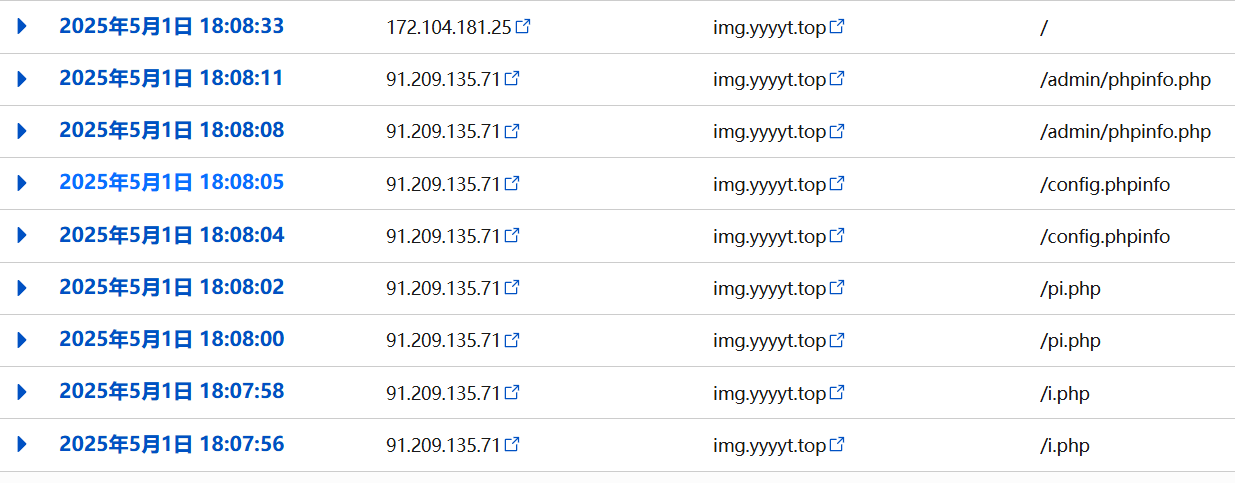 2025年5月1日 18:08:33 172.104.181.25 img.yyyyt.top /
2025年5月1日 18:08:11 91.209.135.71 img.yyyyt.top /admin/phpinfo.php
2025年5月1日 18:08:08 91.209.135.71 img.yyyyt.top /admin/phpinfo.php
2025年5月1日 18:08:05 91.209.135.71 img.yyyyt.top /config.phpinfo
2025年5月1日 18:08:04 91.209.135.71 img.yyyyt.top /config.phpinfo
2025年5月1日 18:08:02 91.209.135.71 img.yyyyt.top /pi.php
2025年5月1日 18:08:00 91.209.135.71 img.yyyyt.top /pi.php
2025年5月1日 18:07:58 91.209.135.71 img.yyyyt.top /i.php
2025年5月1日 18:07:56 91.209.135.71 img.yyyyt.top /i.php